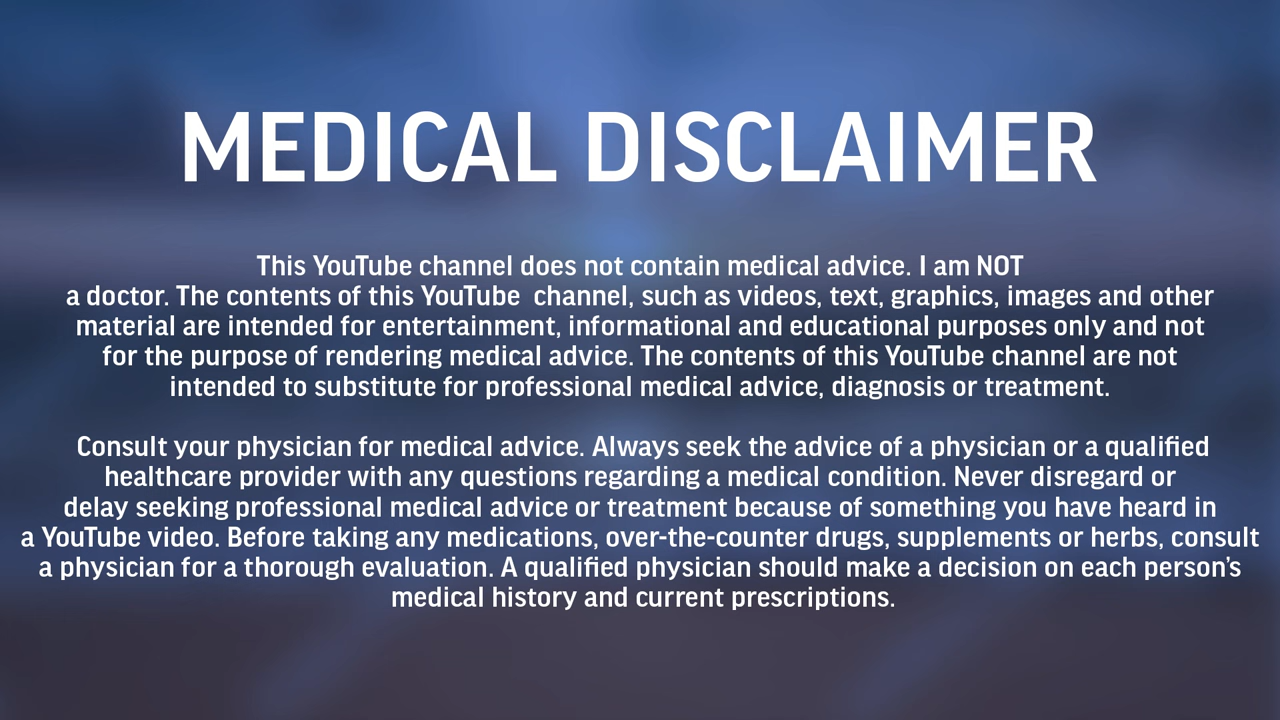 MEDICAL DISCLAIMER
This YouTube channel does not contain medical advice. I am NOT
a doctor. The contents of this YouTube  channel, such as videos, text, graphics, images and other
material are intended for entertainment, informational and educational purposes only and not
for the purpose of rendering medical advice. The contents of this YouTube channel are not
intended to substitute for professional medical advice, diagnosis or treatment.
Consult your physician for medical advice. Always seek the advice of a physician or a qualified
healthcare provider with any questions regarding a medical condition. Never disregard or
delay seeking professional medical advice or treatment because of something you have heard in
a YouTube video. Before taking any medications, over-the-counter drugs, supplements or herbs, consult
a physician for a thorough evaluation. A qualified physician should make a decision on each person’s
medical history and current prescriptions.